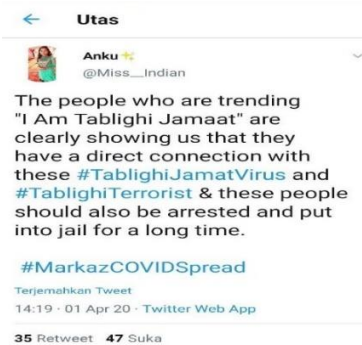 Utas
Anku
@Miss__Indian
The people who are trending
"I Am Tablighi Jamaat" are
clearly showing us that they
have a direct connection with
these #TablighiJamatVirus and
#TablighiTerrorist & these people
should also be arrested and put
into jail for a long time.
#MarkazCOVIDSpread
Terjemahkan Tweet
14:19 · 01 Apr 20 · Twitter Web App
35 Retweet 47 Suka